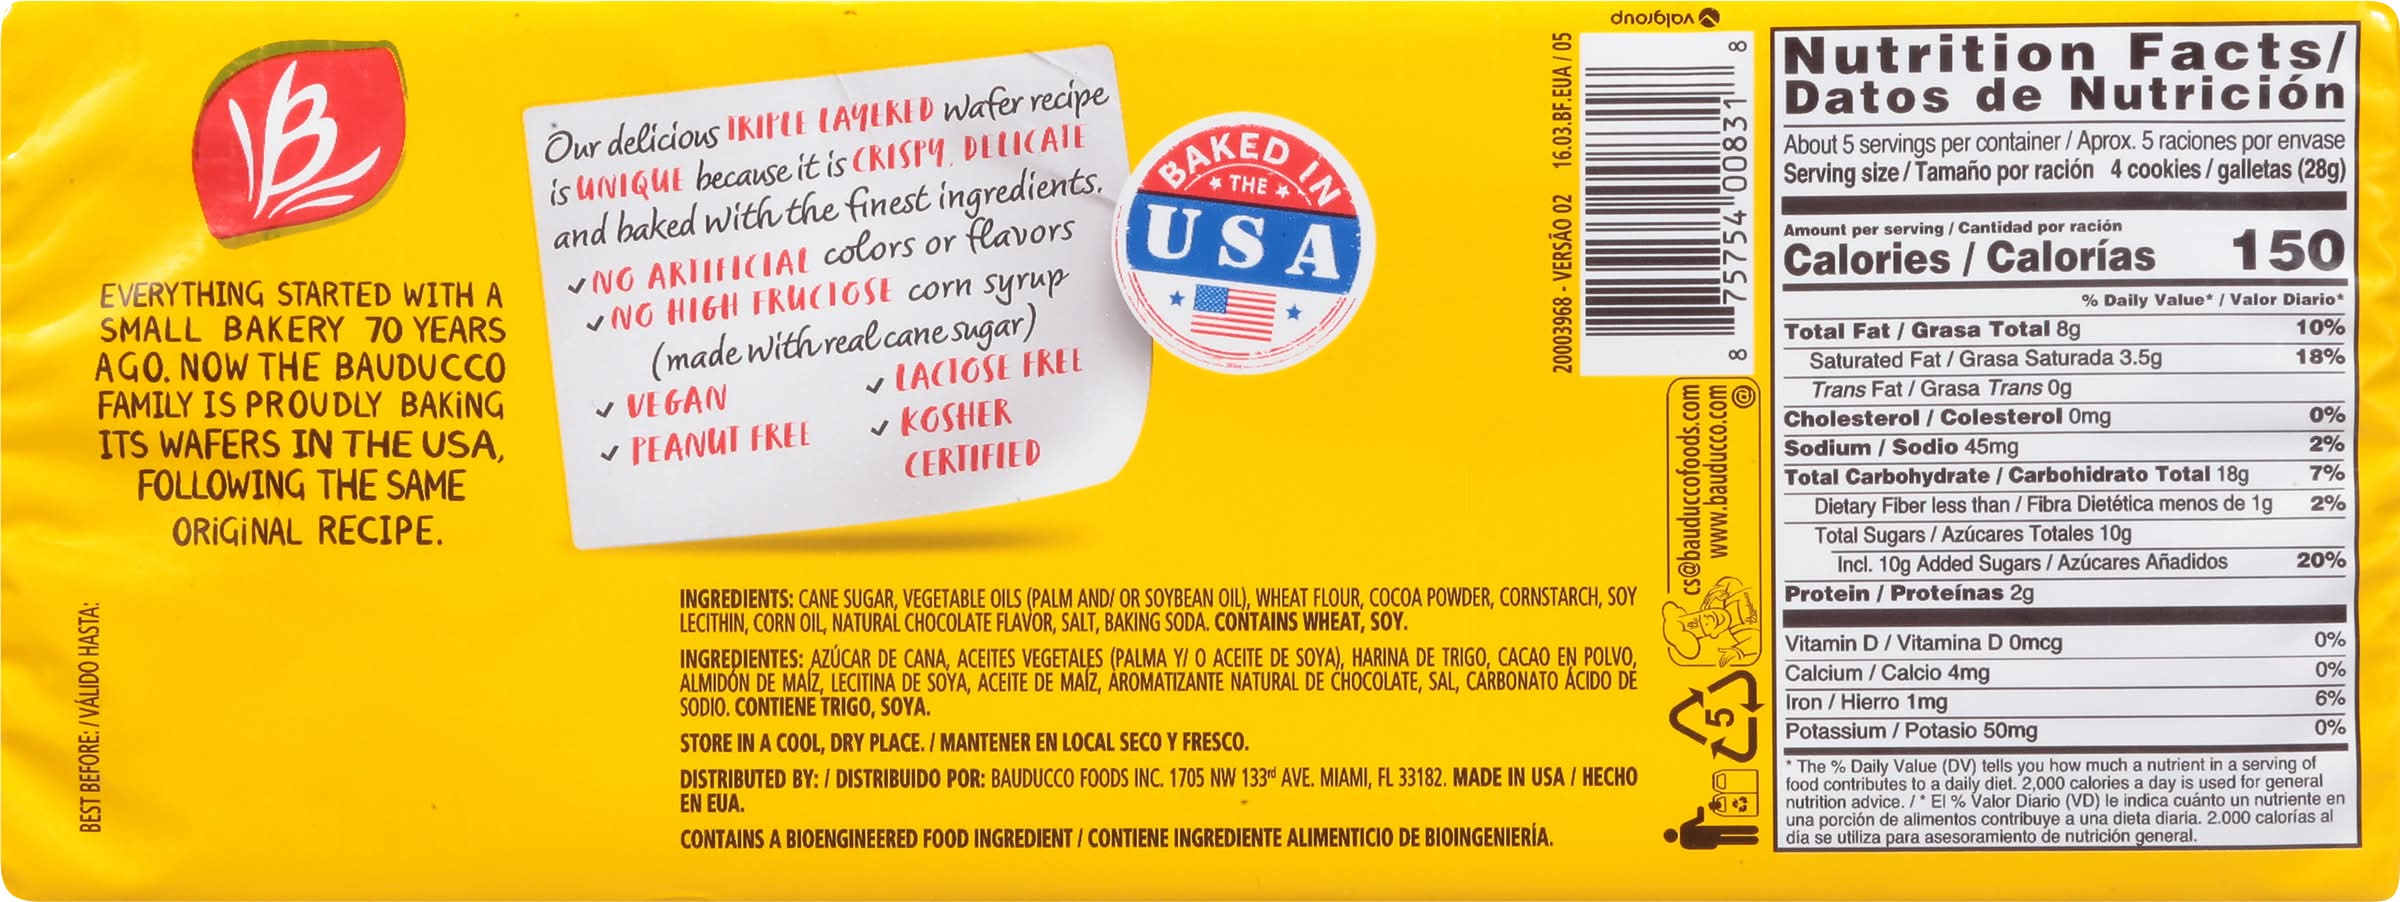 VB
EVERYTHING STARTED WITH A
SMALL BAKERY 70 YEARS
AGO. NOW THE BAUDUCCO
FAMILY IS PROUDLY BAKING
ITS WAFERS IN THE USA,
FOLLOWING THE SAME
ORIGINAL RECIPE.
BEST BEFORE: / VÁLIDO HASTA:
Our delicious TRIPLE LAYERED wafer recipe
is UNIQUE because it is CRISPY, DELICATE
and baked with the finest ingredients.
✓ NO ARTIFICIAL colors or flavors
✓ NO HIGH FRUCTOSE corn syrup
(made with real cane sugar)
✓ VEGAN
✓ PEANUT FREE
✓ LACTOSE FREE
✓ KOSHER
CERTIFIED
BAKED IN
★ THE ★
USA
INGREDIENTS: CANE SUGAR, VEGETABLE OILS (PALM AND/ OR SOYBEAN OIL), WHEAT FLOUR, COCOA POWDER, CORNSTARCH, SOY
LECITHIN, CORN OIL, NATURAL CHOCOLATE FLAVOR, SALT, BAKING SODA. CONTAINS WHEAT, SOY.
INGREDIENTES: AZÚCAR DE CANA, ACEITES VEGETALES (PALMA Y/ O ACEITE DE SOYA), HARINA DE TRIGO, CACAO EN POLVO,
ALMIDÓN DE MAÍZ, LECITINA DE SOYA, ACEITE DE MAÍZ, AROMATIZANTE NATURAL DE CHOCOLATE, SAL, CARBONATO ÁCIDO DE
SODIO. CONTIENE TRIGO, SOYA.
STORE IN A COOL, DRY PLACE. / MANTENER EN LOCAL SECO Y FRESCO.
DISTRIBUTED BY: / DISTRIBUIDO POR: BAUDUCCO FOODS INC. 1705 NW 133rd AVE. MIAMI, FL 33182. MADE IN USA / HECHO
EN EUA.
CONTAINS A BIOENGINEERED FOOD INGREDIENT / CONTIENE INGREDIENTE ALIMENTICIO DE BIOINGENIERÍA.
valgroup
20003968 - VERSÃO 02 16.03.BF.EUA / 05
8 75754 00831 8
cs@bauduccofoods.com
www.bauducco.com
@
5
Nutrition Facts/
Datos de Nutrición
About 5 servings per container / Aprox. 5 raciones por envase
Serving size / Tamaño por ración 4 cookies / galletas (28g)
Amount per serving / Cantidad por ración
Calories / Calorías 150
% Daily Value* / Valor Diario*
Total Fat / Grasa Total 8g 10%
Saturated Fat / Grasa Saturada 3.5g 18%
Trans Fat / Grasa Trans 0g
Cholesterol / Colesterol 0mg 0%
Sodium / Sodio 45mg 2%
Total Carbohydrate / Carbohidrato Total 18g 7%
Dietary Fiber less than / Fibra Dietética menos de 1g 2%
Total Sugars / Azúcares Totales 10g
Incl. 10g Added Sugars / Azúcares Añadidos 20%
Protein / Proteínas 2g
Vitamin D / Vitamina D 0mcg 0%
Calcium / Calcio 4mg 0%
Iron / Hierro 1mg 6%
Potassium / Potasio 50mg 0%
* The % Daily Value (DV) tells you how much a nutrient in a serving of
food contributes to a daily diet. 2,000 calories a day is used for general
nutrition advice. / * El % Valor Diario (VD) le indica cuánto un nutriente en
una porción de alimentos contribuye a una dieta diaria. 2.000 calorías al
día se utiliza para asesoramiento de nutrición general.